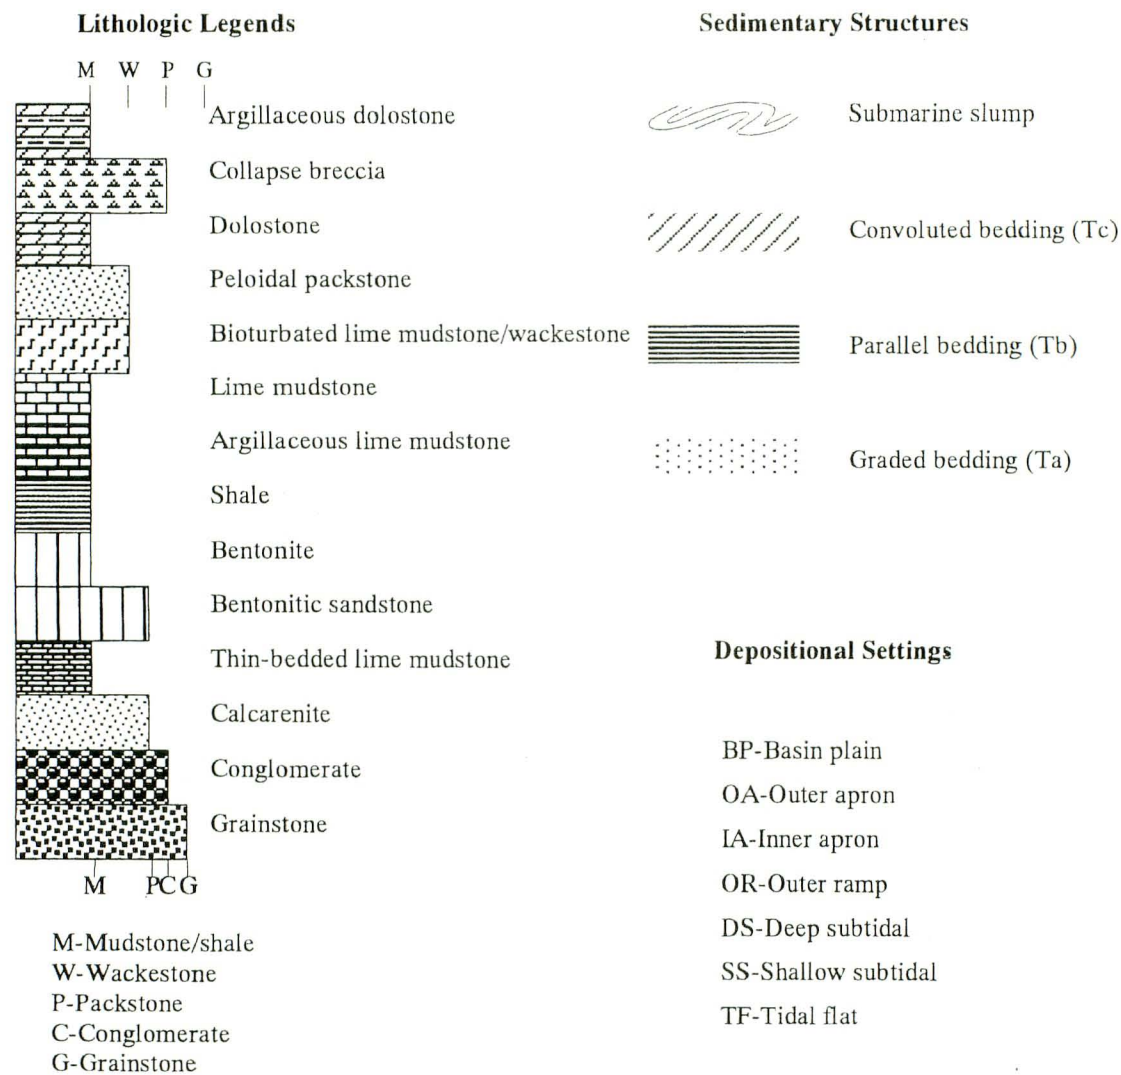 Lithologic Legends
M W P G
Argillaceous dolostone
Collapse breccia
Dolostone
Peloidal packstone
Bioturbated lime mudstone/wackestone
Lime mudstone
Argillaceous lime mudstone
Shale
Bentonite
Bentonitic sandstone
Thin-bedded lime mudstone
Calcarenite
Conglomerate
Grainstone
M PCG
M-Mudstone/shale
W-Wackestone
P-Packstone
C-Conglomerate
G-Grainstone
Sedimentary Structures
Submarine slump
Convoluted bedding (Tc)
Parallel bedding (Tb)
Graded bedding (Ta)
Depositional Settings
BP-Basin plain
OA-Outer apron
IA-Inner apron
OR-Outer ramp
DS-Deep subtidal
SS-Shallow subtidal
TF-Tidal flat